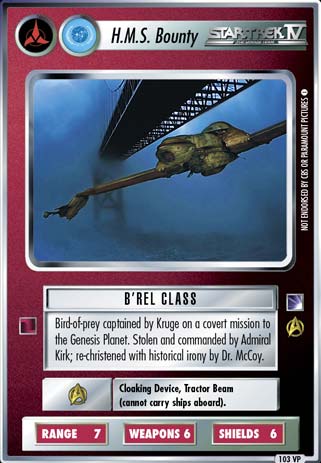 H.M.S. Bounty
STAR TREK IV
NOT ENDORSED BY CBS OR PARAMOUNT PICTURES
B'REL CLASS
Bird-of-prey captained by Kruge on a covert mission to
the Genesis Planet. Stolen and commanded by Admiral
Kirk; re-christened with historical irony by Dr. McCoy.
Cloaking Device, Tractor Beam
(cannot carry ships aboard).
RANGE 7 WEAPONS 6 SHIELDS 6
103 VP